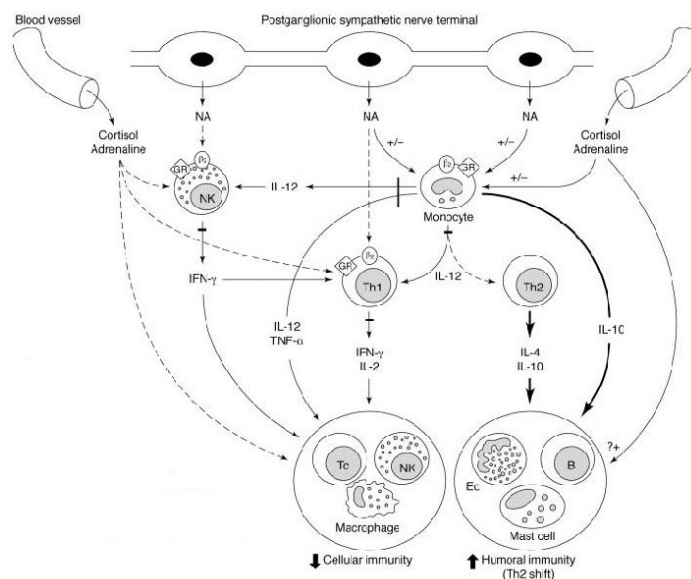 Blood vessel
Postganglionic sympathetic nerve terminal
NA
NA
NA
Cortisol
Adrenaline
+/–
+/–
Cortisol
Adrenaline
β₂
GR
NK
IL-12
β₂
GR
+/–
Monocyte
IFN-γ
GR
β₂
Th1
IL-12
Th2
IL-12
TNF-α
IFN-γ
IL-2
IL-4
IL-10
IL-10
Tc
NK
Macrophage
Eo
B
Mast cell
?+
Cellular immunity
Humoral immunity
(Th2 shift)